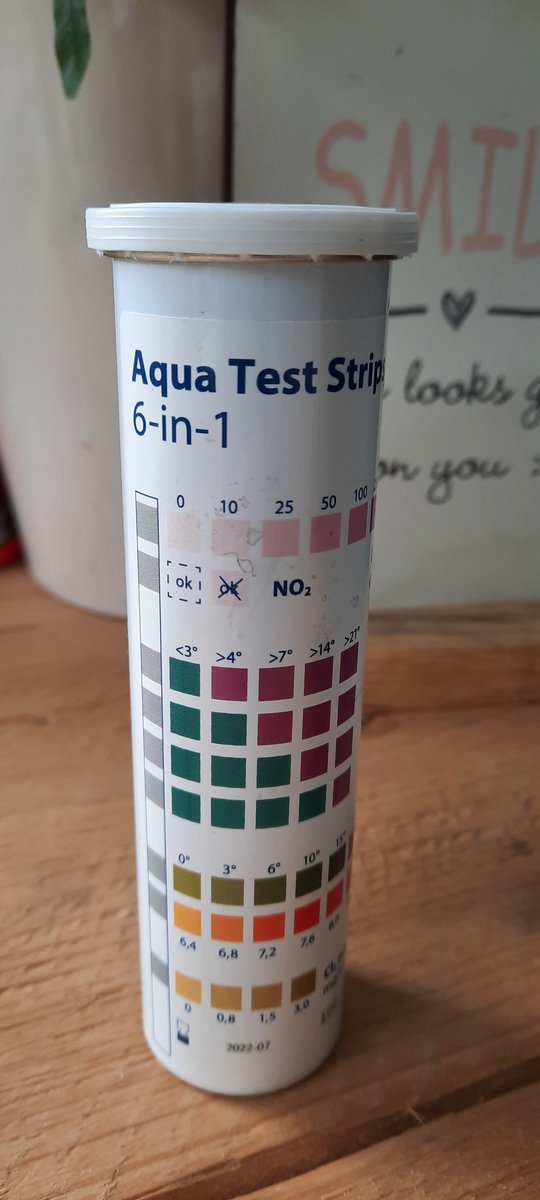 Aqua Test Strips
6-in-1
0 10 25 50 100
ok ok NO₂
<3° >4° >7° >14° >21°
0° 3° 6° 10° 15°
6,4 6,8 7,2 7,6 8,0
0 0,8 1,5 3,0
2022-07
SMIL
looks
on you